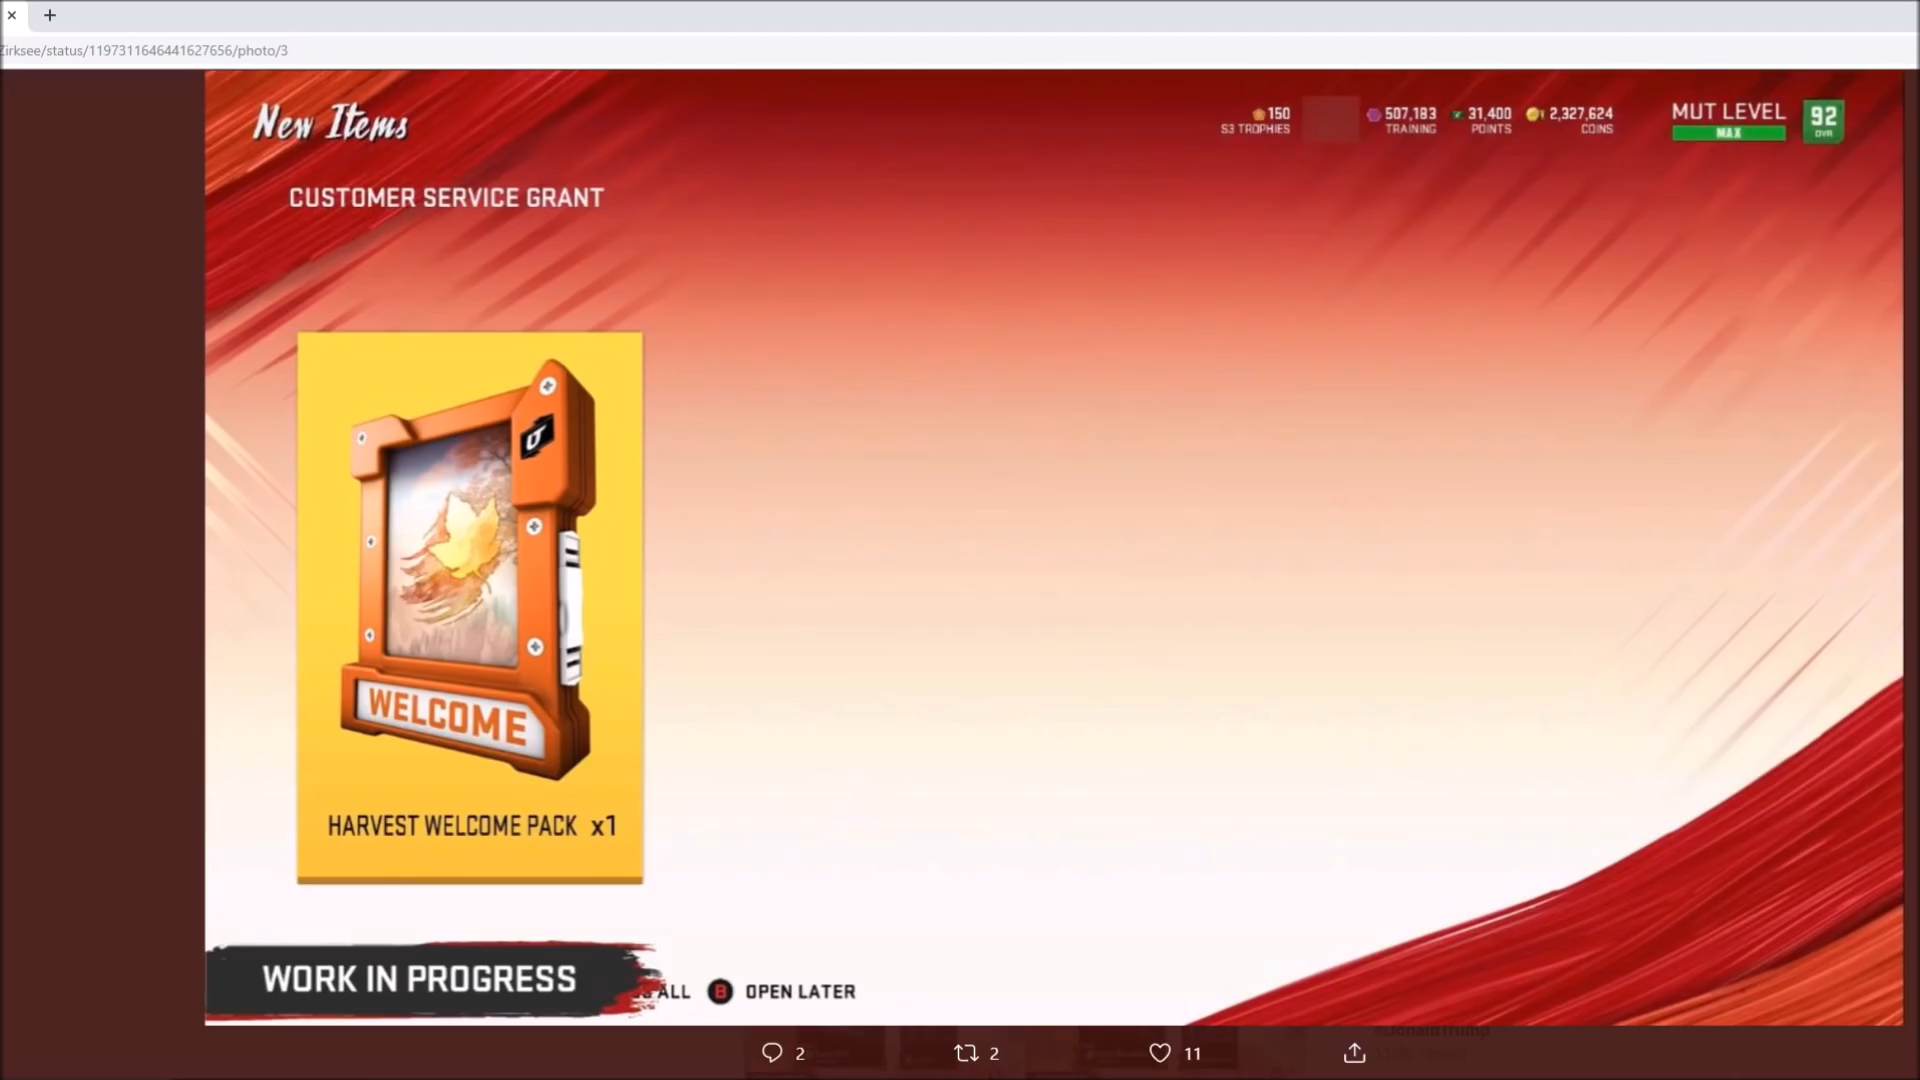 Zirksee/status/1197311646441627656/photo/3
New Items
150
S3 TROPHIES
507,183
TRAINING
31,400
POINTS
2,327,624
COINS
MUT LEVEL
MAX
92
OVR
CUSTOMER SERVICE GRANT
WELCOME
HARVEST WELCOME PACK x1
WORK IN PROGRESS
ALL
B OPEN LATER
2
2
11